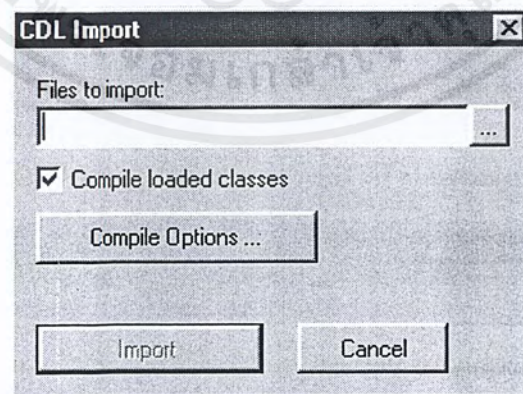 CDL Import
Files to import:
...
Compile loaded classes
Compile Options ...
Import
Cancel